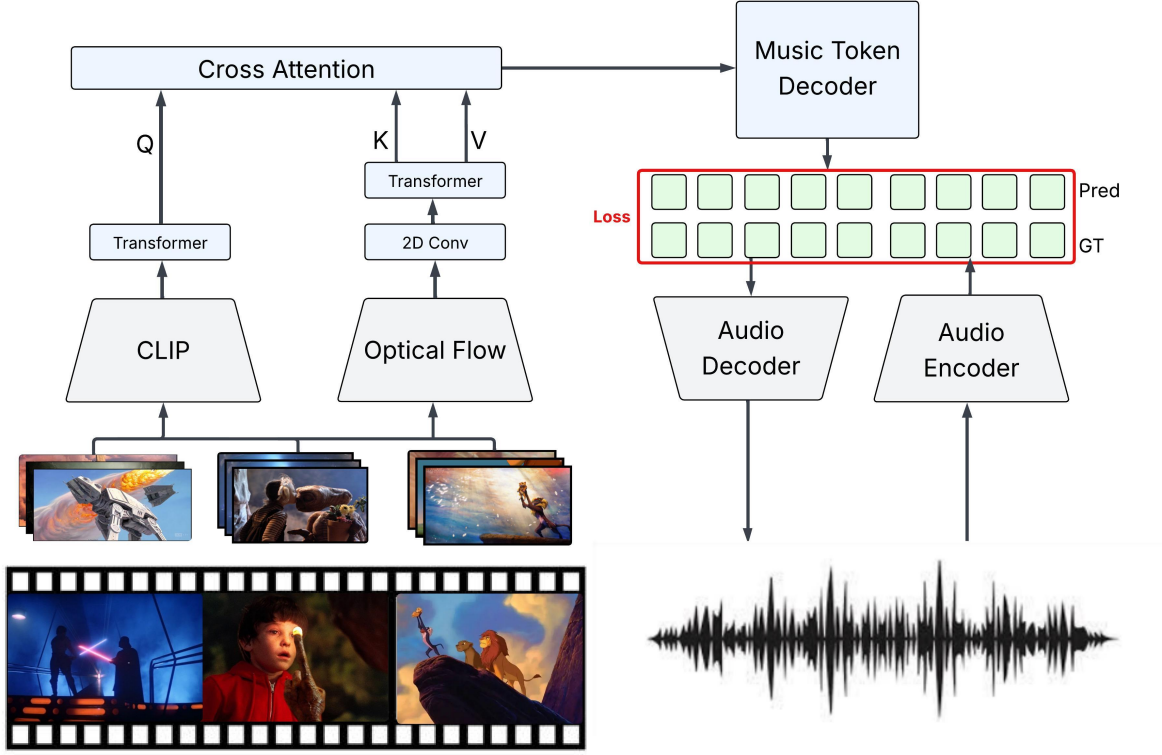 Music Token
Decoder
Cross Attention
Q
K
V
Transformer
Pred
Loss
Transformer
2D Conv
GT
CLIP
Optical Flow
Audio
Decoder
Audio
Encoder